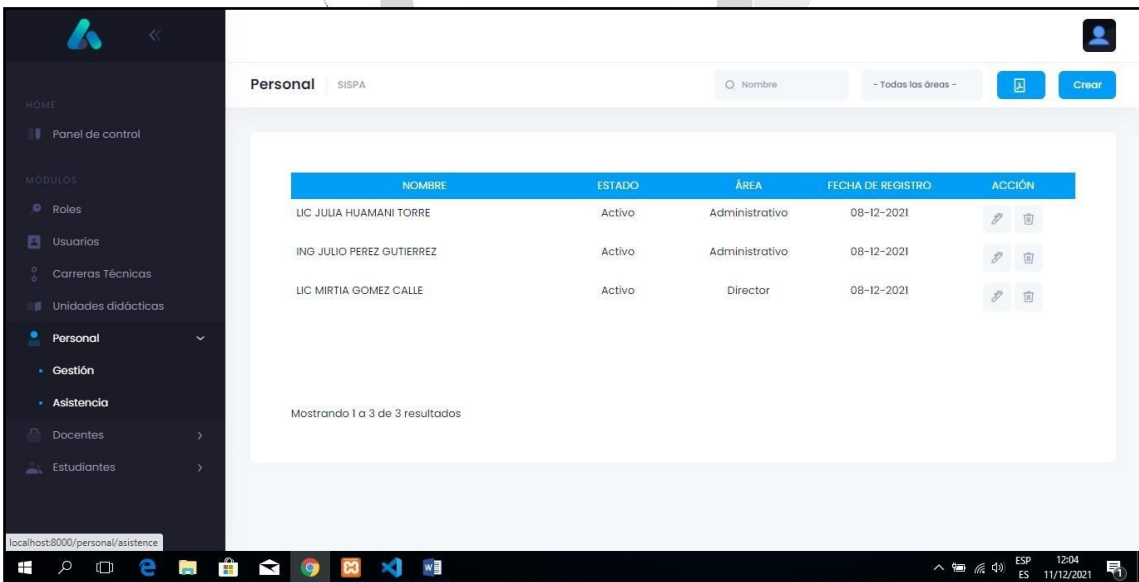 Personal SISPA
Nombre
- Todas las áreas -
Crear
HOME
Panel de control
MÓDULOS
Roles
Usuarios
Carreras Técnicas
Unidades didácticas
Personal
Gestión
Asistencia
Docentes
Estudiantes
NOMBRE ESTADO ÁREA FECHA DE REGISTRO ACCIÓN
LIC JULIA HUAMANI TORRE Activo Administrativo 08-12-2021
ING JULIO PEREZ GUTIERREZ Activo Administrativo 08-12-2021
LIC MIRTIA GOMEZ CALLE Activo Director 08-12-2021
Mostrando 1 a 3 de 3 resultados
localhost:8000/personal/asistence
ESP 12:04
ES 11/12/2021